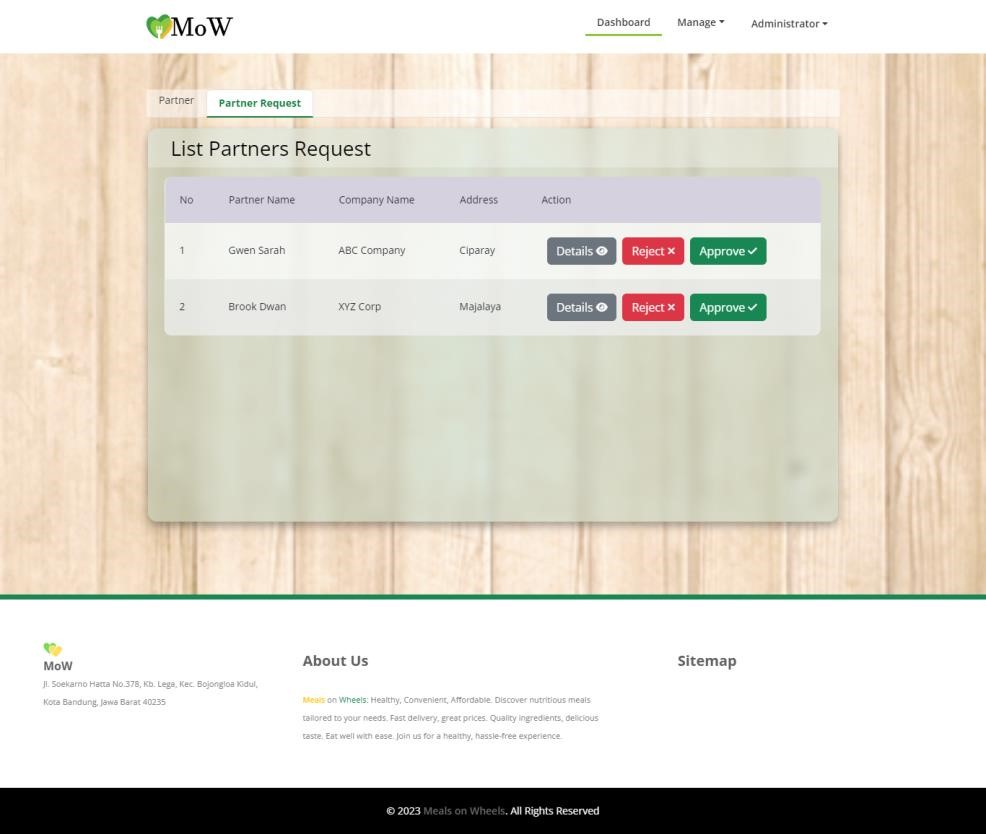 MoW
Dashboard Manage Administrator
Partner Partner Request
List Partners Request
No Partner Name Company Name Address Action
1 Gwen Sarah ABC Company Ciparay Details Reject Approve
2 Brook Dwan XYZ Corp Majalaya Details Reject Approve
MoW
Jl. Soekarno Hatta No.378, Kb. Lega, Kec. Bojongloa Kidul,
Kota Bandung, Jawa Barat 40235
About Us
Meals on Wheels: Healthy, Convenient, Affordable. Discover nutritious meals
tailored to your needs. Fast delivery, great prices. Quality ingredients, delicious
taste. Eat well with ease. Join us for a healthy, hassle-free experience.
Sitemap
© 2023 Meals on Wheels. All Rights Reserved